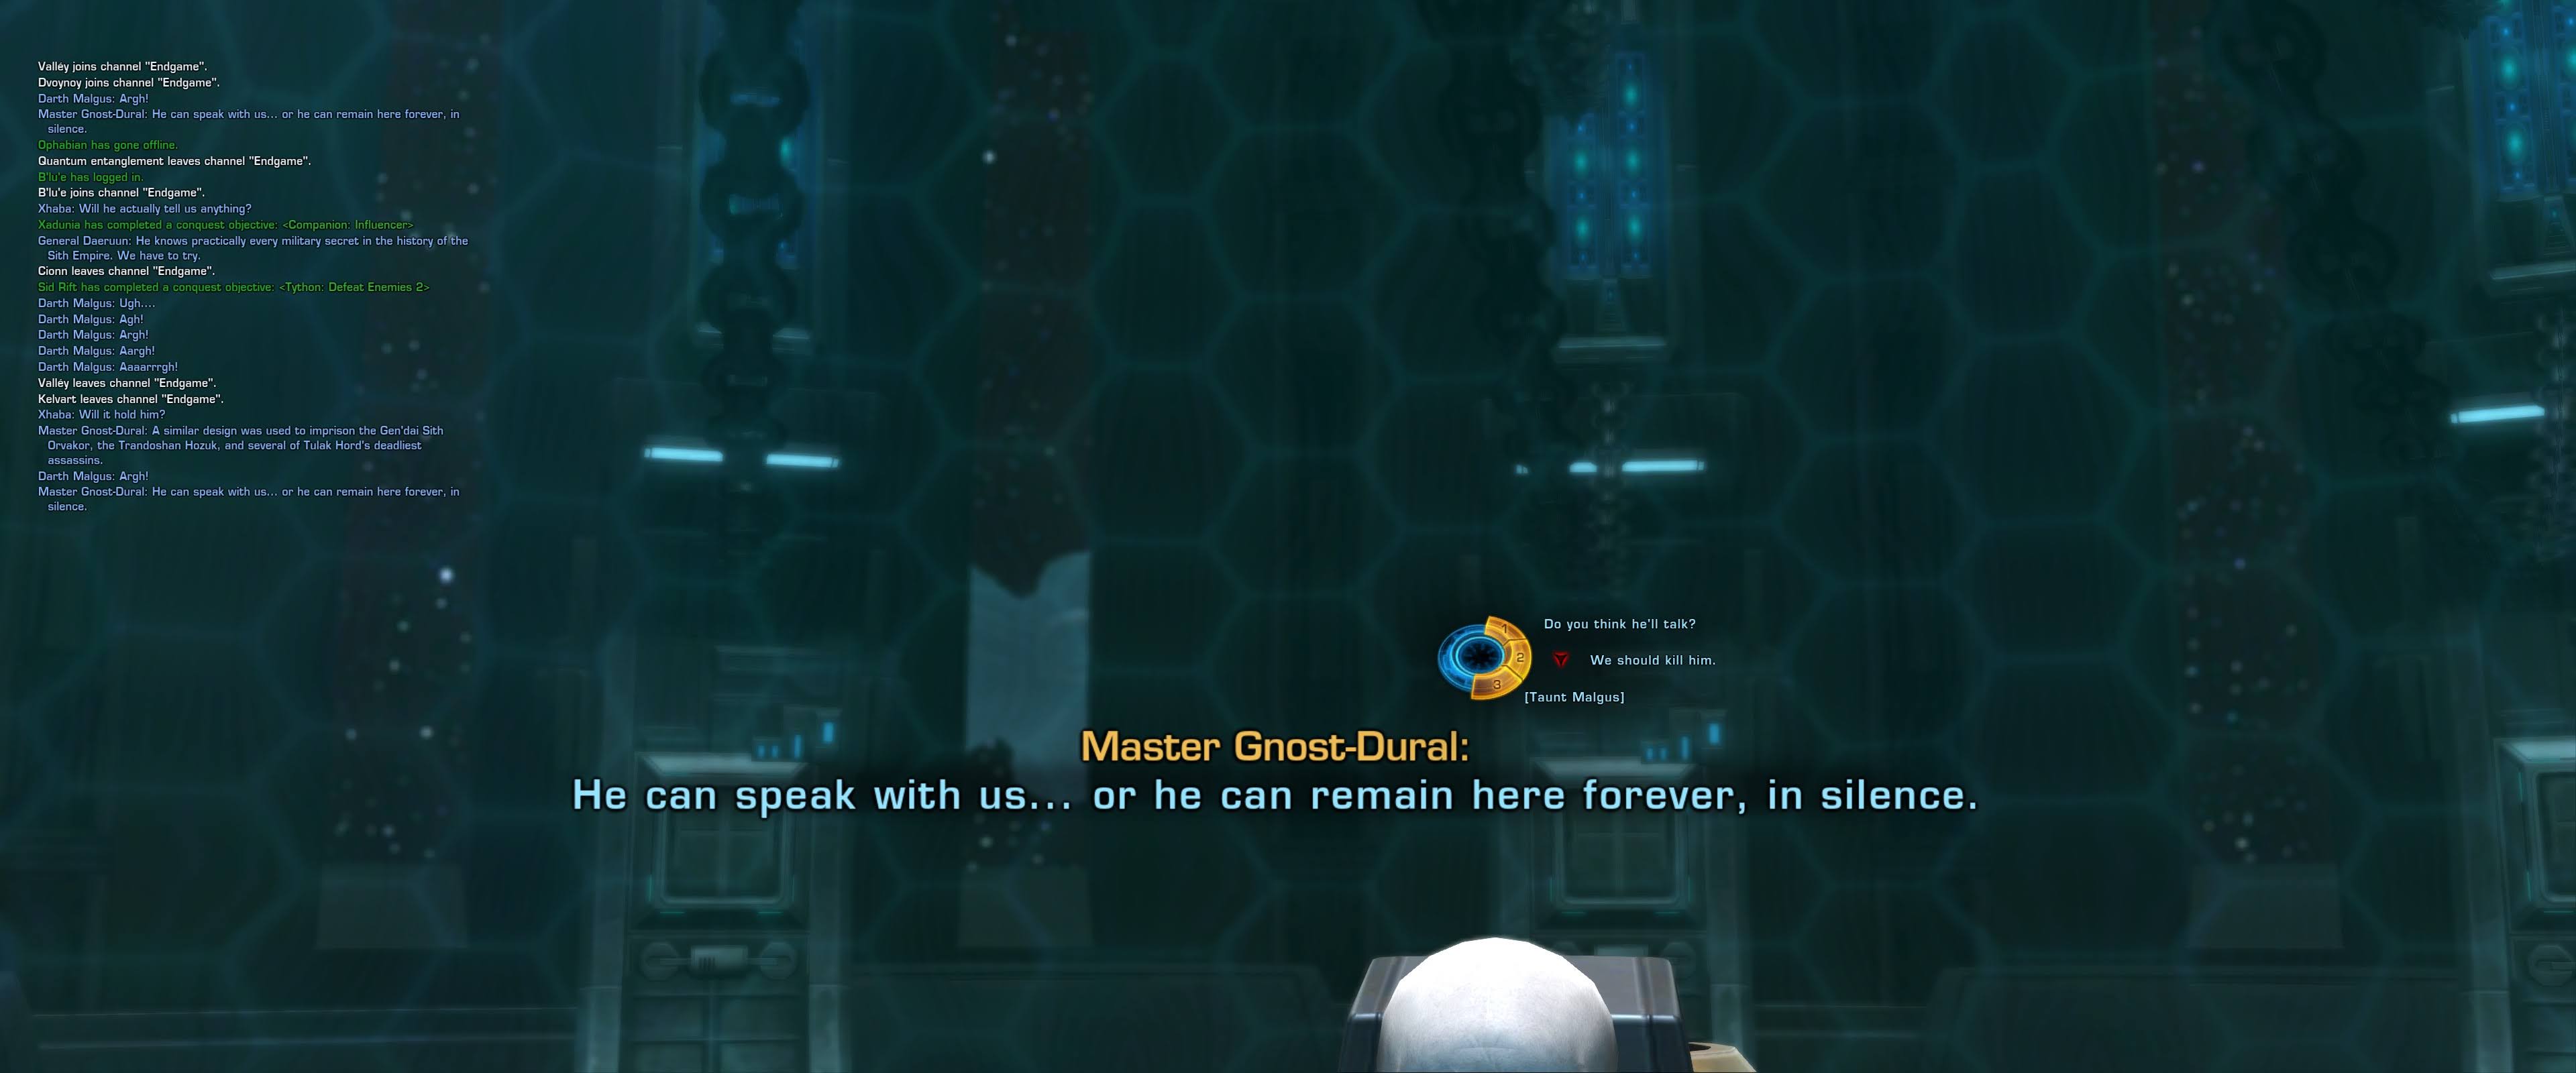 Valléy joins channel "Endgame".
Dvoynoy joins channel "Endgame".
Darth Malgus: Argh!
Master Gnost-Dural: He can speak with us... or he can remain here forever, in
silence.
Ophabian has gone offline.
Quantum entanglement leaves channel "Endgame".
B'lu'e has logged in.
B'lu'e joins channel "Endgame".
Xhaba: Will he actually tell us anything?
Xadunia has completed a conquest objective: <Companion: Influencer>
General Daeruun: He knows practically every military secret in the history of the
Sith Empire. We have to try.
Cionn leaves channel "Endgame".
Sid Rift has completed a conquest objective: <Tython: Defeat Enemies 2>
Darth Malgus: Ugh....
Darth Malgus: Agh!
Darth Malgus: Argh!
Darth Malgus: Aargh!
Darth Malgus: Aaaarrrgh!
Valléy leaves channel "Endgame".
Kelvart leaves channel "Endgame".
Xhaba: Will it hold him?
Master Gnost-Dural: A similar design was used to imprison the Gen'dai Sith
Orvakor, the Trandoshan Hozuk, and several of Tulak Hord's deadliest
assassins.
Darth Malgus: Argh!
Master Gnost-Dural: He can speak with us... or he can remain here forever, in
silence.
1 Do you think he'll talk?
2 We should kill him.
3 [Taunt Malgus]
Master Gnost-Dural:
He can speak with us... or he can remain here forever, in silence.